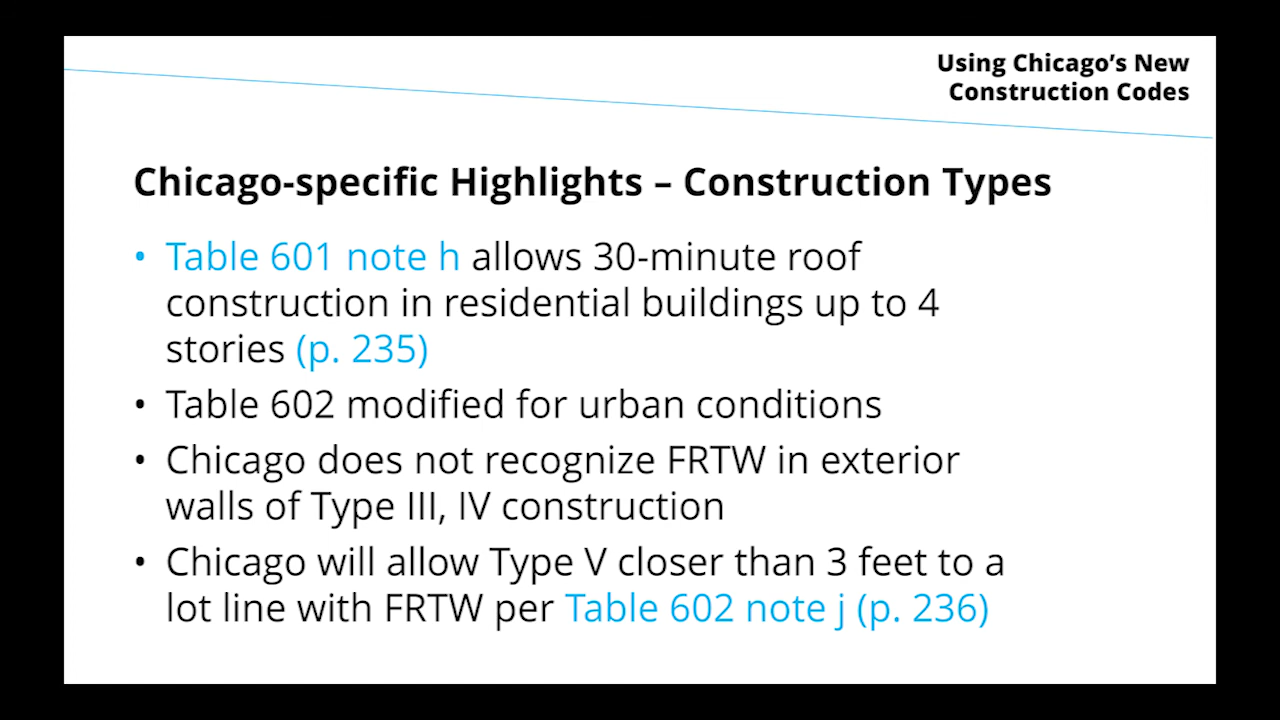 Using Chicago’s New
Construction Codes
Chicago-specific Highlights – Construction Types
• Table 601 note h allows 30-minute roof
construction in residential buildings up to 4
stories (p. 235)
• Table 602 modified for urban conditions
• Chicago does not recognize FRTW in exterior
walls of Type III, IV construction
• Chicago will allow Type V closer than 3 feet to a
lot line with FRTW per Table 602 note j (p. 236)